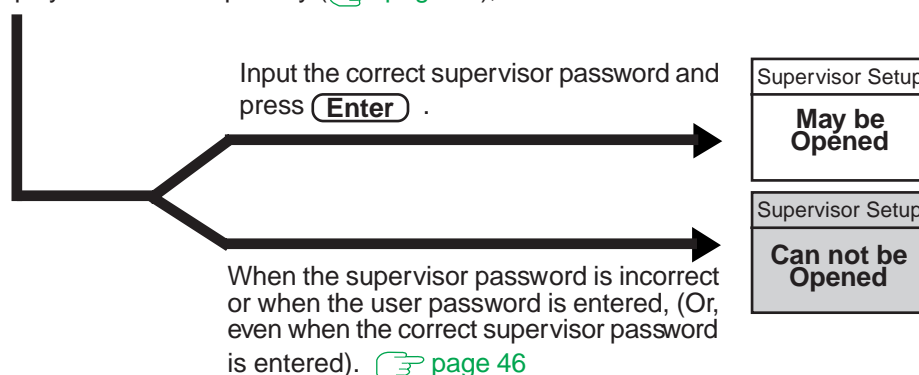 Input the correct supervisor password and
press Enter .
Supervisor Setup
May be
Opened
Supervisor Setup
Can not be
Opened
When the supervisor password is incorrect
or when the user password is entered, (Or,
even when the correct supervisor password
is entered). page 46